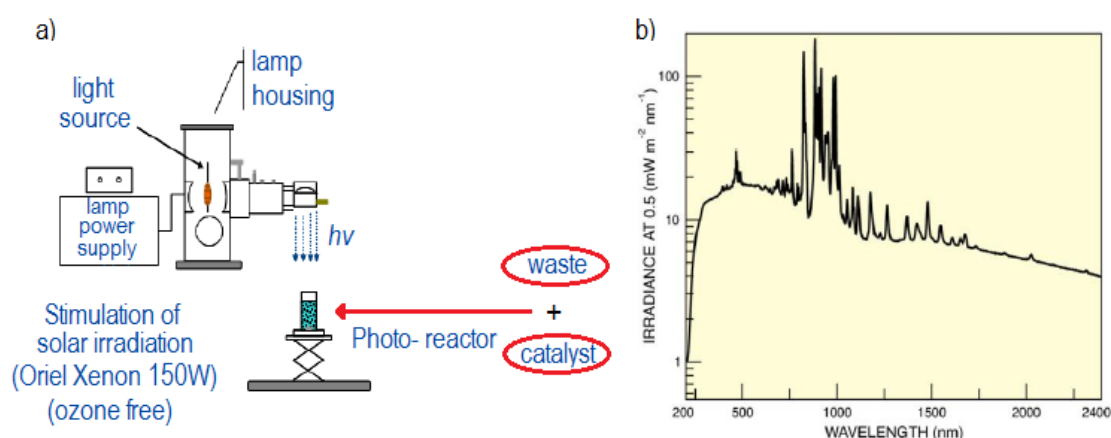 a)
lamp
housing
light
source
lamp
power
supply
hv
waste
+
catalyst
Photo- reactor
Stimulation of
solar irradiation
(Oriel Xenon 150W)
(ozone free)
b)
IRRADIANCE AT 0.5 (mW m⁻² nm⁻¹)
100
10
1
200 500 1000 1500 2000 2400
WAVELENGTH (nm)